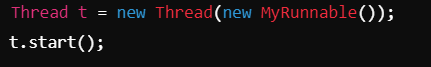 Thread t = new Thread(new MyRunnable());
t.start();